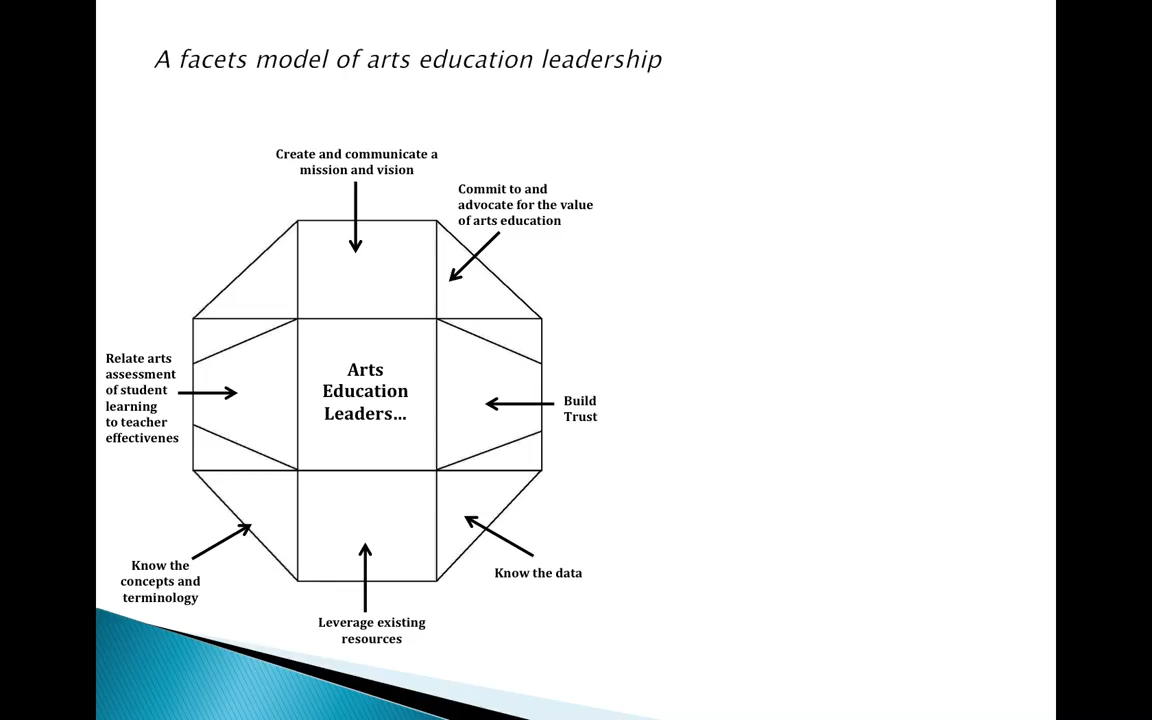 A facets model of arts education leadership
Create and communicate a
mission and vision
Commit to and
advocate for the value
of arts education
Relate arts
assessment
of student
learning
to teacher
effectivenes
Arts
Education
Leaders...
Build
Trust
Know the
concepts and
terminology
Know the data
Leverage existing
resources